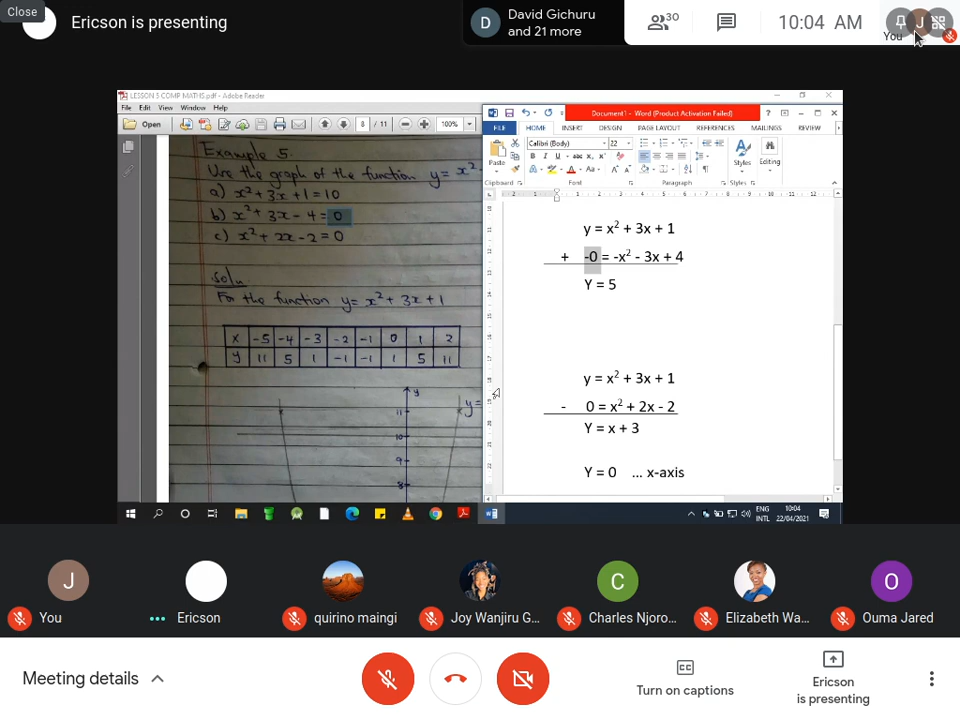 Close
Ericson is presenting
David Gichuru
and 21 more
30
10:04 AM
J
You
LESSON 3 COMP MATHS.pdf - Adobe Reader
File Edit View Window Help
Open 8 / 11 100%
Example 5.
Use the graph of the function y = x²
a) x² + 3x + 1 = 10
b) x² + 3x - 4 = 0
c) x² + 2x - 2 = 0
Soln
For the function y = x² + 3x + 1
x -5 -4 -3 -2 -1 0 1 2
y 11 5 1 -1 -1 1 5 11
y
y=
11
10
9
8
Document1 - Word (Product Activation Failed)
FILE HOME INSERT DESIGN PAGE LAYOUT REFERENCES MAILINGS REVIEW
Calibri (Body) 22
Paste
Styles Editing
Clipboard Font Paragraph Styles
y = x² + 3x + 1
+ -0 = -x² - 3x + 4
Y = 5
y = x² + 3x + 1
- 0 = x² + 2x - 2
Y = x + 3
Y = 0 ... x-axis
ENG
INTL
10:04
22/04/2021
J
You
Ericson
quirino maingi
Joy Wanjiru G...
C
Charles Njoro...
Elizabeth Wa...
O
Ouma Jared
Meeting details
Turn on captions
Ericson
is presenting